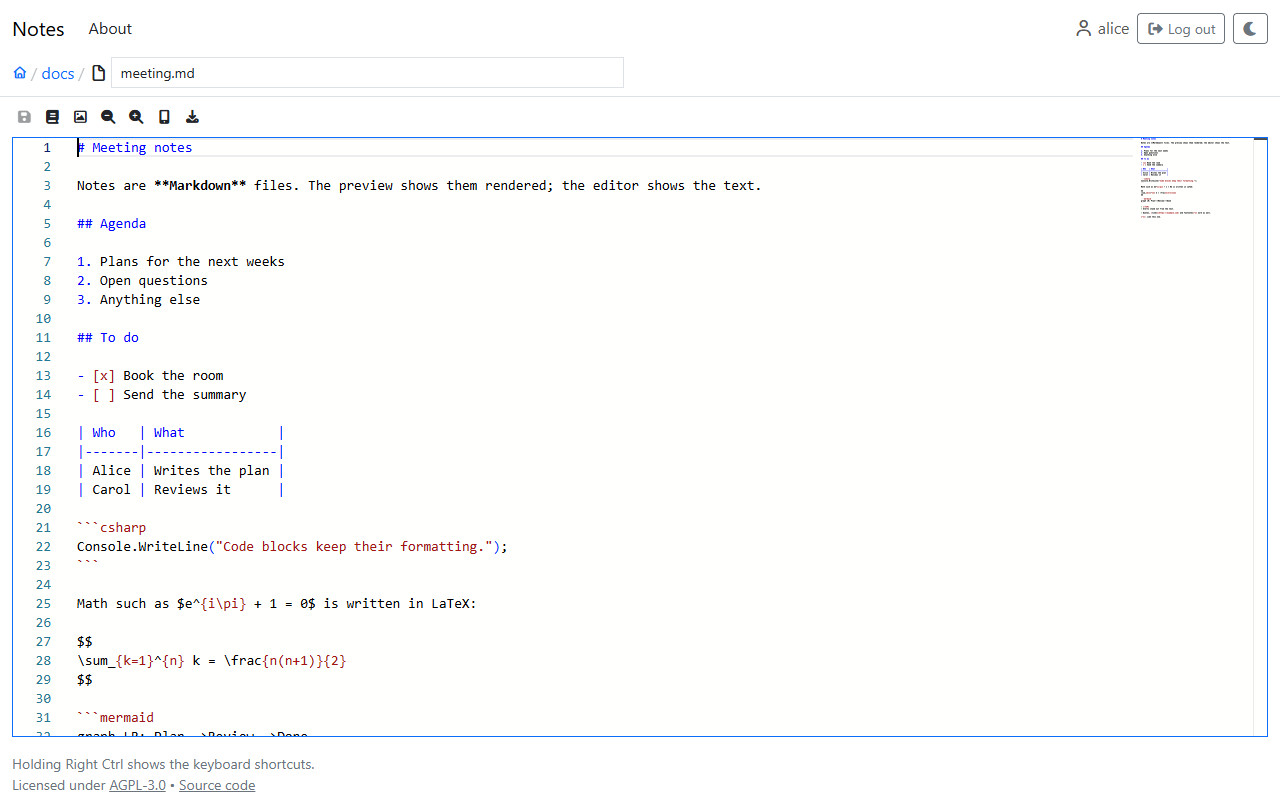 Notes About alice Log out
/ docs / meeting.md
1 # Meeting notes
2
3 Notes are **Markdown** files. The preview shows them rendered; the editor shows the text.
4
5 ## Agenda
6
7 1. Plans for the next weeks
8 2. Open questions
9 3. Anything else
10
11 ## To do
12
13 - [x] Book the room
14 - [ ] Send the summary
15
16 | Who   | What            |
17 |-------|-----------------|
18 | Alice | Writes the plan |
19 | Carol | Reviews it      |
20
21 ```csharp
22 Console.WriteLine("Code blocks keep their formatting.");
23 ```
24
25 Math such as $e^{i\pi} + 1 = 0$ is written in LaTeX:
26
27 $$
28 \sum_{k=1}^{n} k = \frac{n(n+1)}{2}
29 $$
30
31 ```mermaid
Holding Right Ctrl shows the keyboard shortcuts.
Licensed under AGPL-3.0 • Source code